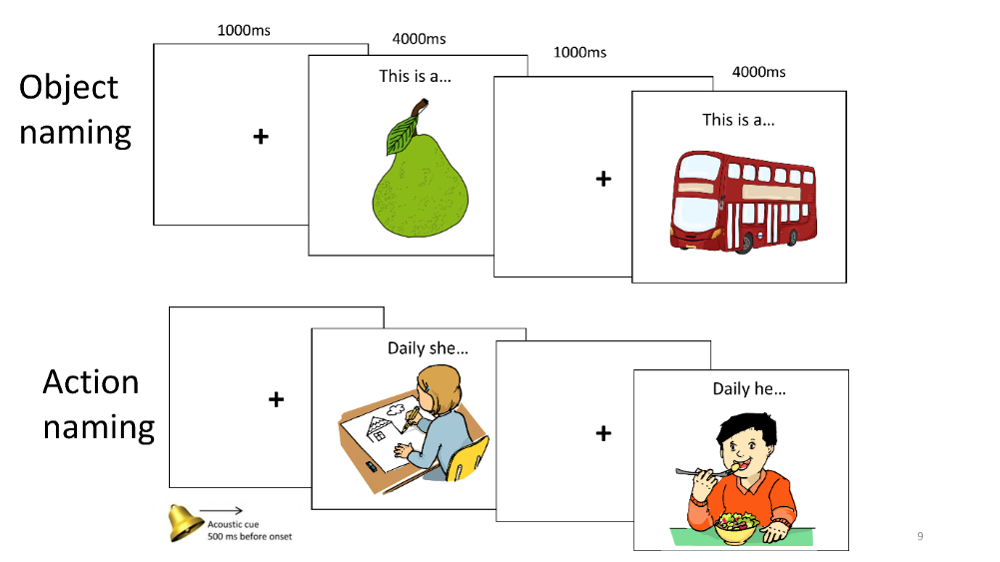 1000ms
4000ms
1000ms
4000ms
Object
naming
+
This is a...
+
This is a...
Action
naming
+
Daily she...
+
Daily he...
Acoustic cue
500 ms before onset
9